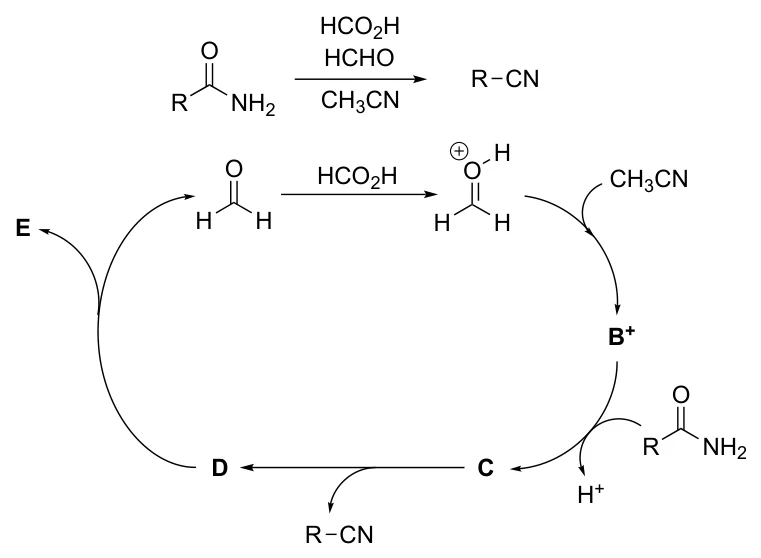 HCO₂H
HCHO
CH₃CN
O
R
NH₂
R–CN
O
H
H
HCO₂H
⊕
H
O
H
H
CH₃CN
E
B⁺
O
R
NH₂
D
C
H⁺
R–CN